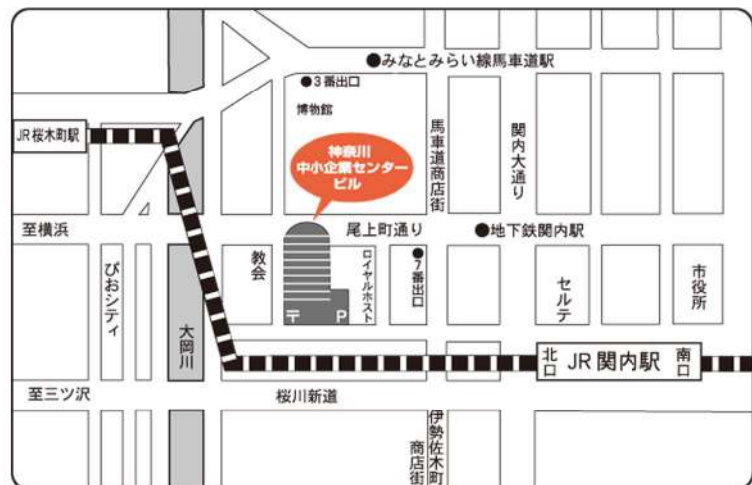 みなとみらい線馬車道駅
3番出口
博物館
JR桜木町駅
神奈川
中小企業センター
ビル
馬車道商店街
関内大通り
至横浜
尾上町通り
地下鉄関内駅
ぴおシティ
教会
ロイヤルホスト
7番出口
セルテ
市役所
大岡川
〒
P
北口
JR関内駅
南口
至三ツ沢
桜川新道
伊勢佐木町
商店街